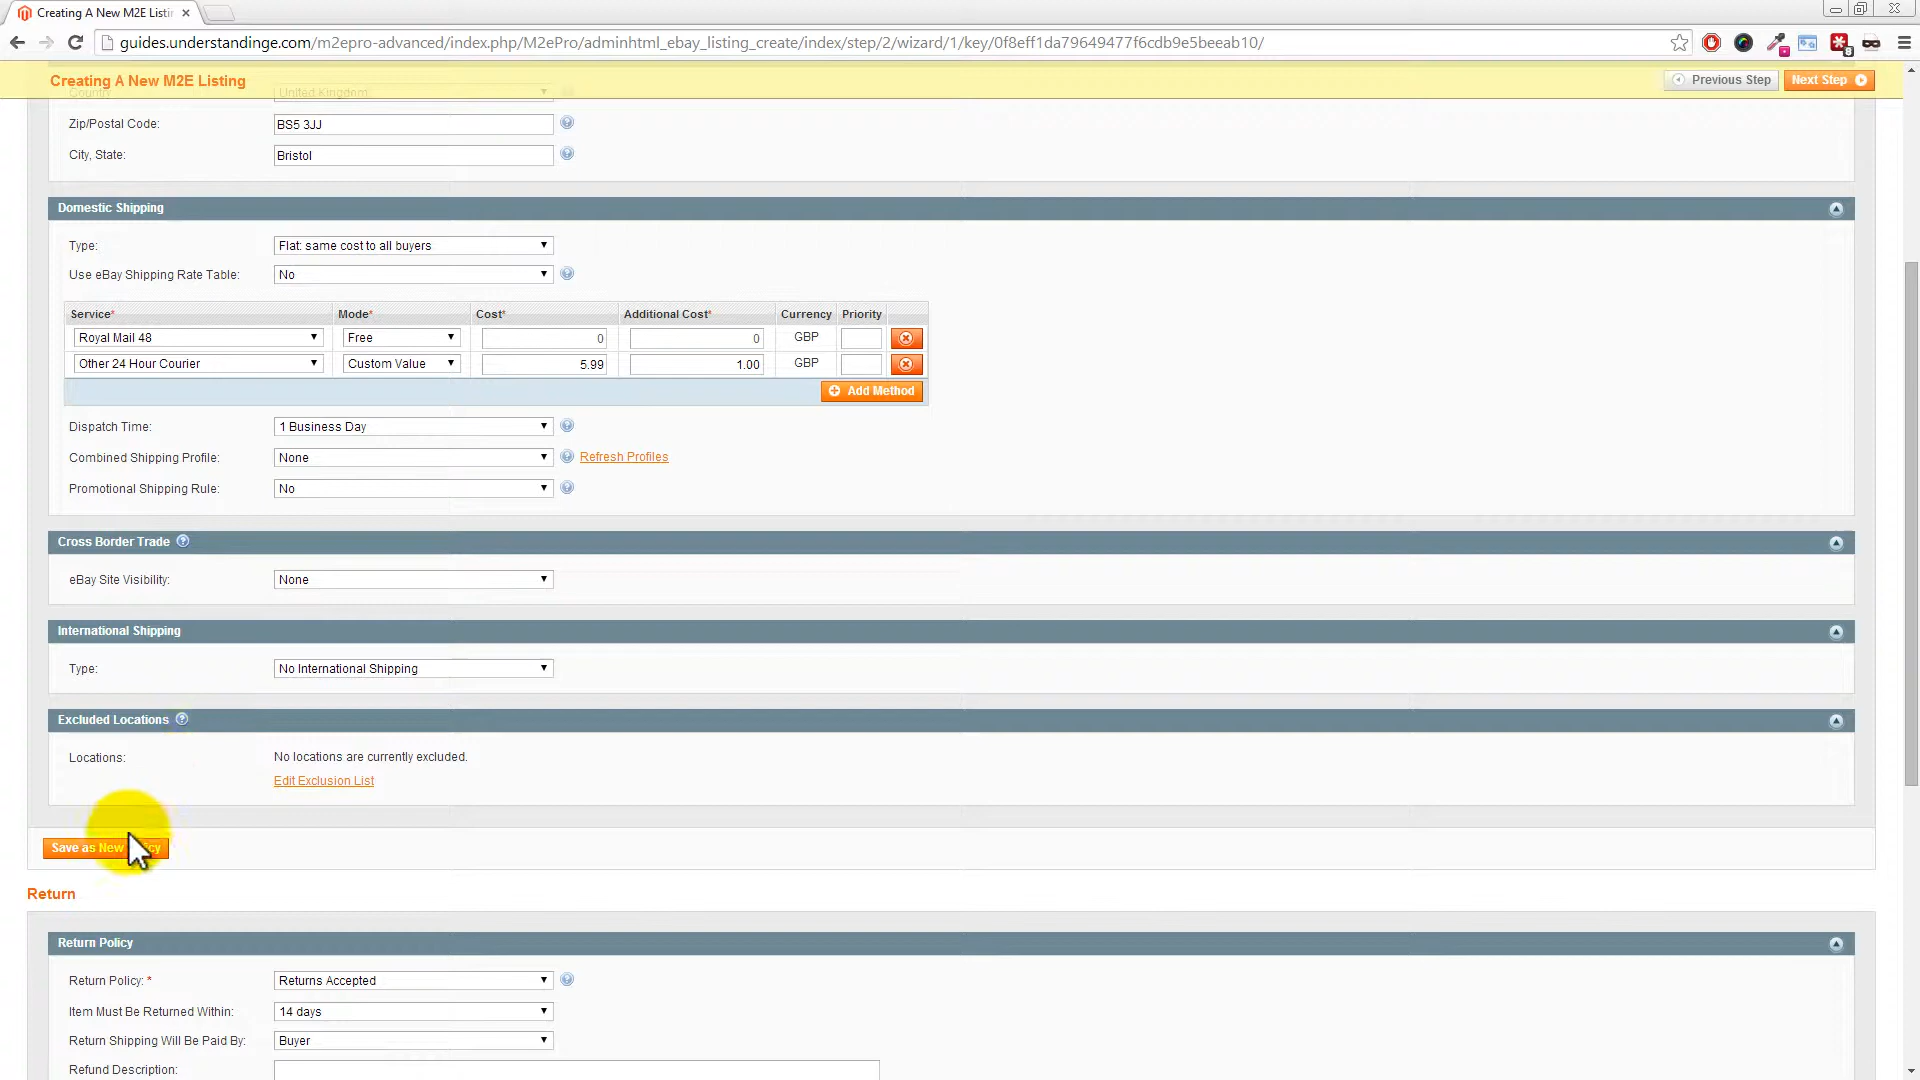 Creating A New M2E Listin
guides.understandinge.com/m2epro-advanced/index.php/M2ePro/adminhtml_ebay_listing_create/index/step/2/wizard/1/key/0f8eff1da79649477f6cdb9e5beeab10/
8
Creating A New M2E Listing
Previous Step
Next Step
Country
United Kingdom
Zip/Postal Code:
BS5 3JJ
City, State:
Bristol
Domestic Shipping
Type:
Flat: same cost to all buyers
Use eBay Shipping Rate Table:
No
Service* Mode* Cost* Additional Cost* Currency Priority
Royal Mail 48 Free 0 0 GBP
Other 24 Hour Courier Custom Value 5.99 1.00 GBP
Add Method
Dispatch Time:
1 Business Day
Combined Shipping Profile:
None
Refresh Profiles
Promotional Shipping Rule:
No
Cross Border Trade
eBay Site Visibility:
None
International Shipping
Type:
No International Shipping
Excluded Locations
Locations:
No locations are currently excluded.
Edit Exclusion List
Save as New
Return
Return Policy
Return Policy: *
Returns Accepted
Item Must Be Returned Within:
14 days
Return Shipping Will Be Paid By:
Buyer
Refund Description: